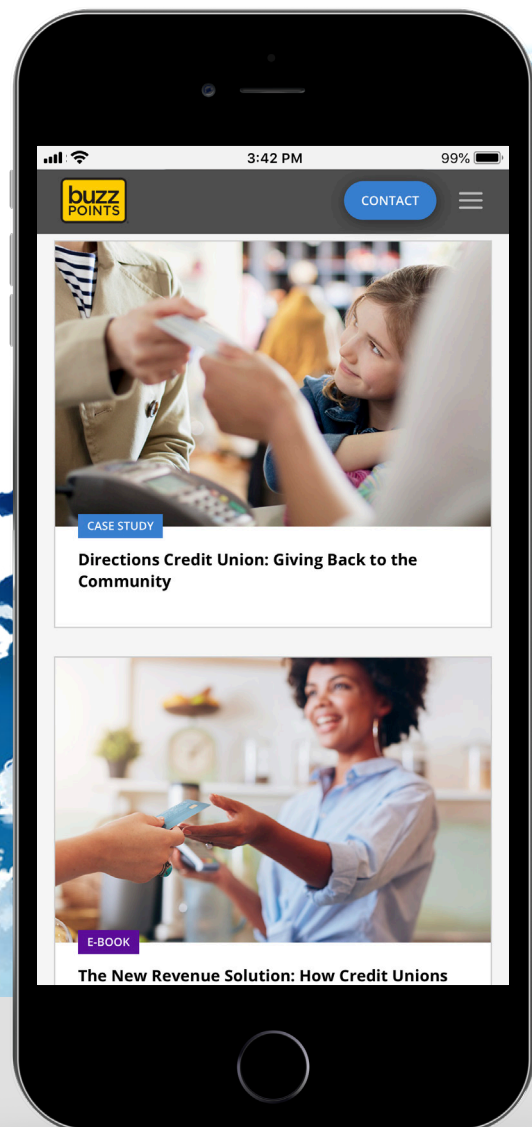 3:42 PM
99%
buzz
POINTS
CONTACT
CASE STUDY
Directions Credit Union: Giving Back to the
Community
E-BOOK
The New Revenue Solution: How Credit Unions